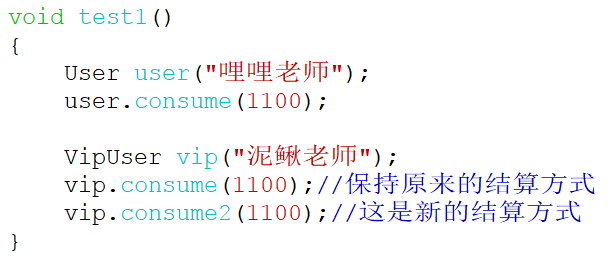 void test1()
{
    User user("哩哩老师");
    user.consume(1100);

    VipUser vip("泥鳅老师");
    vip.consume(1100);//保持原来的结算方式
    vip.consume2(1100);//这是新的结算方式
}